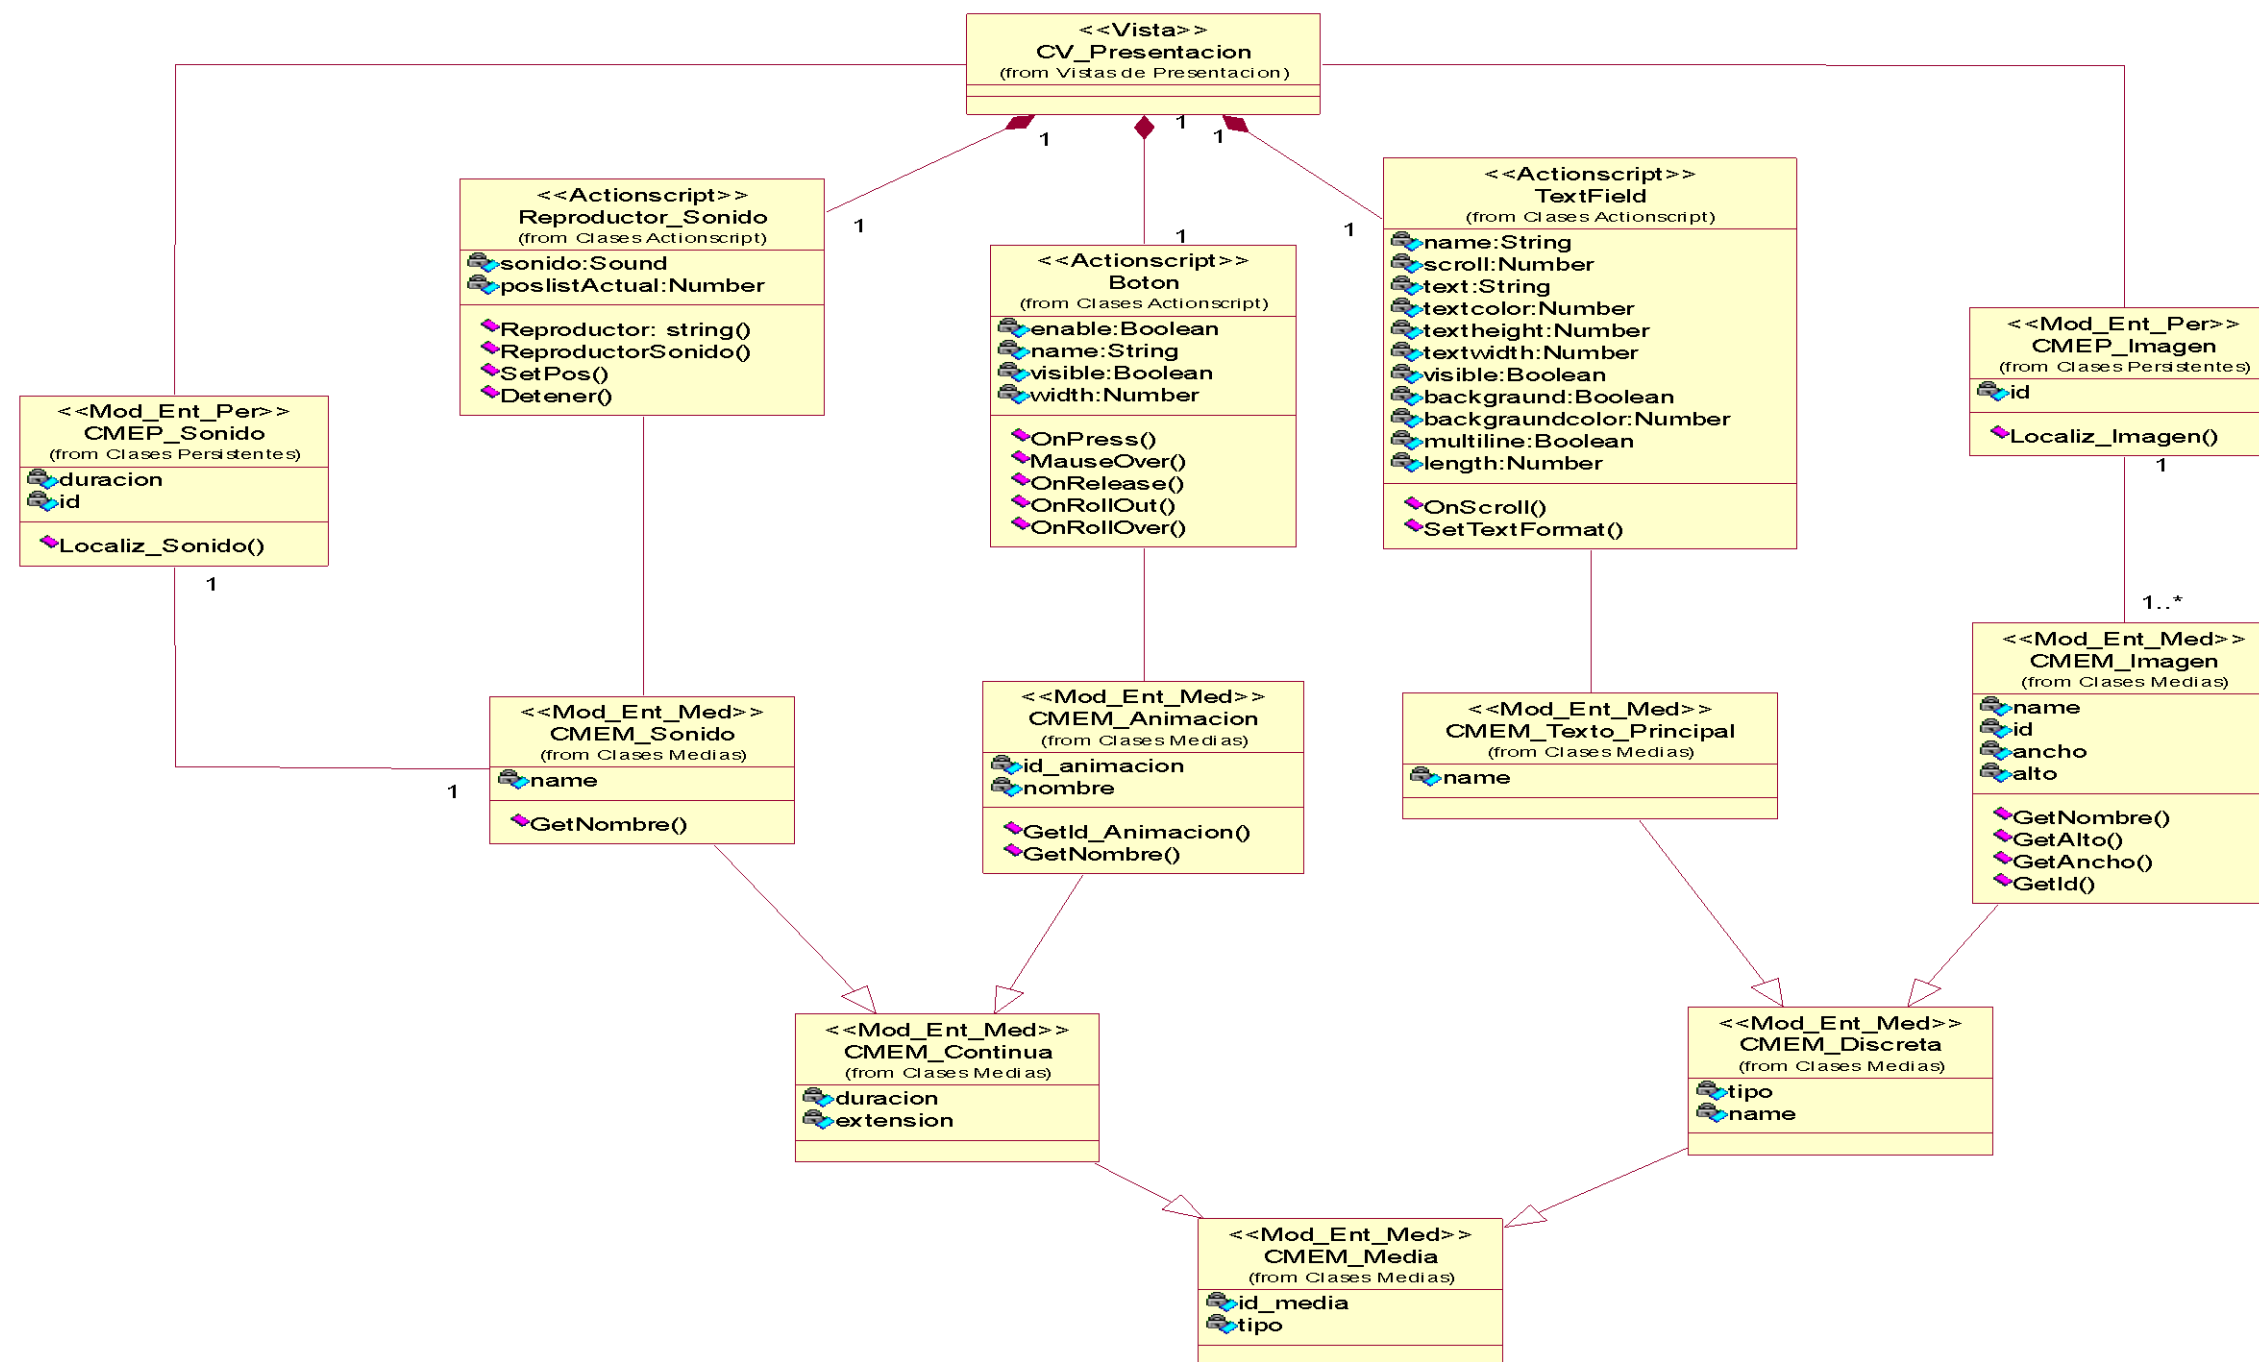 <<Vista>>
CV_Presentacion
(from Vistas de Presentacion)
1
1
1
1
1
1
<<Actionscript>>
Reproductor_Sonido
(from Clases Actionscript)
sonido:Sound
poslistActual:Number
Reproductor: string()
ReproductorSonido()
SetPos()
Detener()
<<Actionscript>>
Boton
(from Clases Actionscript)
enable:Boolean
name:String
visible:Boolean
width:Number
OnPress()
MauseOver()
OnRelease()
OnRollOut()
OnRollOver()
<<Actionscript>>
TextField
(from Clases Actionscript)
name:String
scroll:Number
text:String
textcolor:Number
textheight:Number
textwidth:Number
visible:Boolean
backgraund:Boolean
backgraundcolor:Number
multiline:Boolean
length:Number
OnScroll()
SetTextFormat()
<<Mod_Ent_Per>>
CMEP_Imagen
(from Clases Persistentes)
id
Localiz_Imagen()
1
1..*
<<Mod_Ent_Per>>
CMEP_Sonido
(from Clases Persistentes)
duracion
id
Localiz_Sonido()
1
1
<<Mod_Ent_Med>>
CMEM_Sonido
(from Clases Medias)
name
GetNombre()
<<Mod_Ent_Med>>
CMEM_Animacion
(from Clases Medias)
id_animacion
nombre
GetId_Animacion()
GetNombre()
<<Mod_Ent_Med>>
CMEM_Texto_Principal
(from Clases Medias)
name
<<Mod_Ent_Med>>
CMEM_Imagen
(from Clases Medias)
name
id
ancho
alto
GetNombre()
GetAlto()
GetAncho()
GetId()
<<Mod_Ent_Med>>
CMEM_Continua
(from Clases Medias)
duracion
extension
<<Mod_Ent_Med>>
CMEM_Discreta
(from Clases Medias)
tipo
name
<<Mod_Ent_Med>>
CMEM_Media
(from Clases Medias)
id_media
tipo